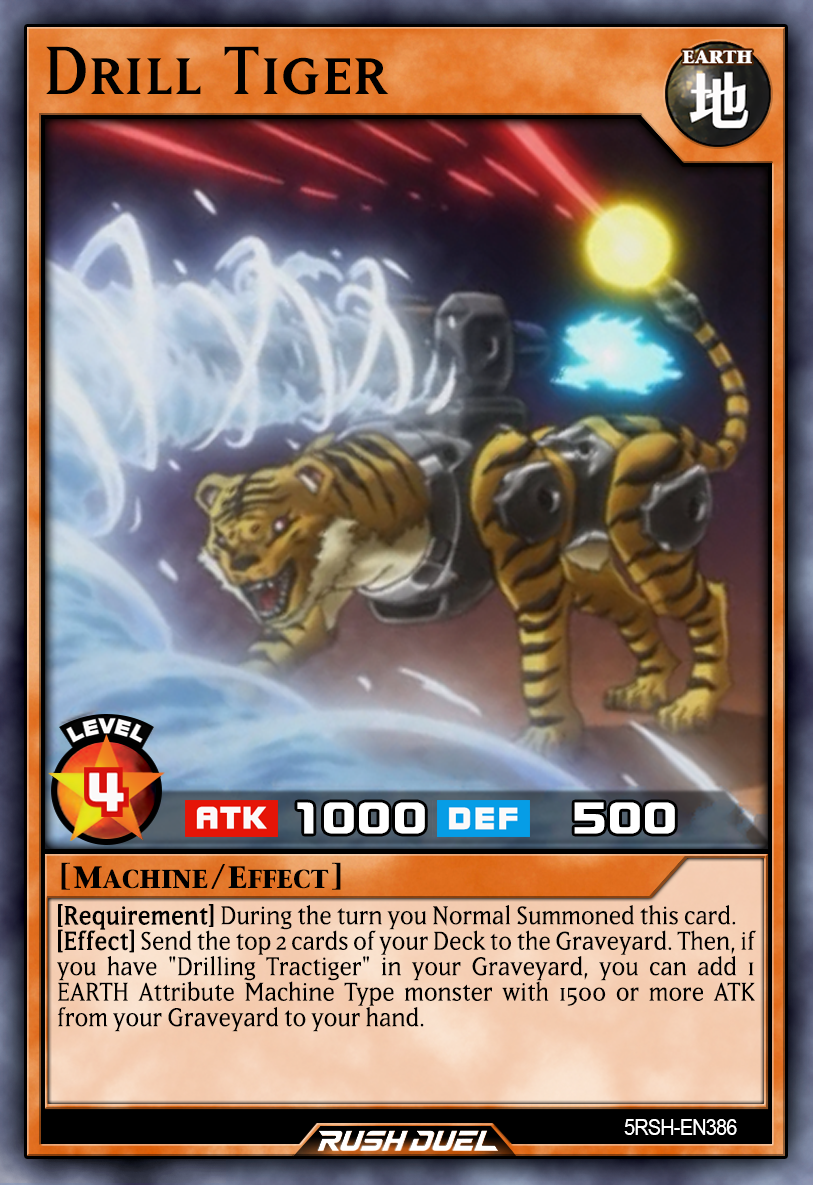 Drill Tiger
EARTH
地
LEVEL
4
ATK 1000 DEF 500
[Machine/Effect]
[Requirement] During the turn you Normal Summoned this card.
[Effect] Send the top 2 cards of your Deck to the Graveyard. Then, if
you have "Drilling Tractiger" in your Graveyard, you can add 1
EARTH Attribute Machine Type monster with 1500 or more ATK
from your Graveyard to your hand.
5RSH-EN386
RUSH DUEL